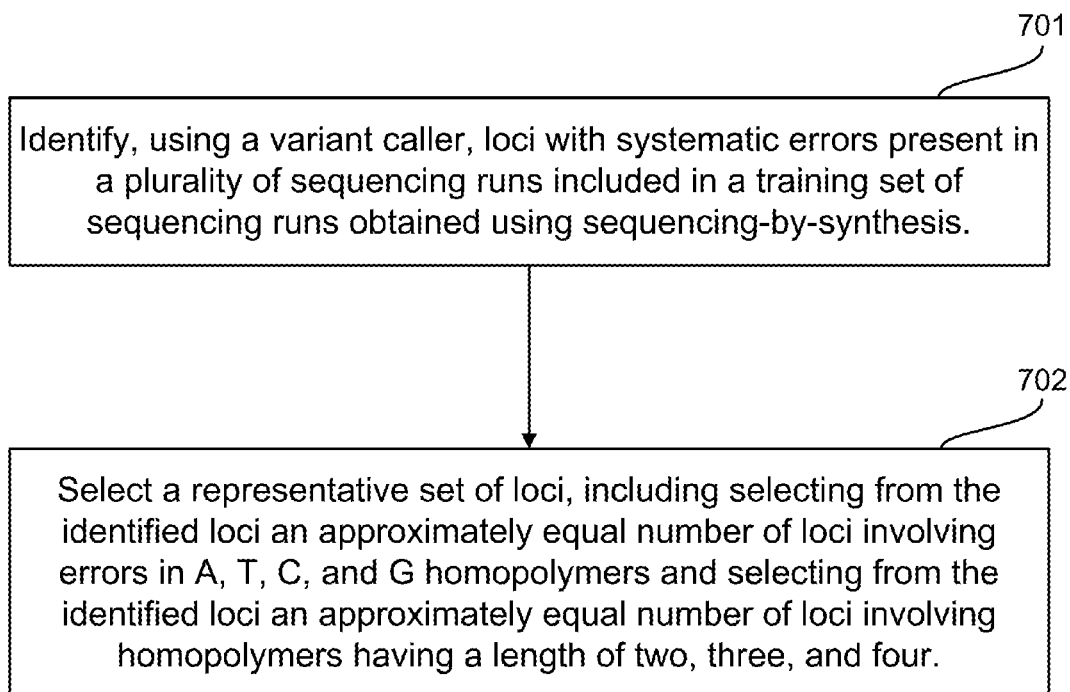 701
Identify, using a variant caller, loci with systematic errors present in
a plurality of sequencing runs included in a training set of
sequencing runs obtained using sequencing-by-synthesis.
702
Select a representative set of loci, including selecting from the
identified loci an approximately equal number of loci involving
errors in A, T, C, and G homopolymers and selecting from the
identified loci an approximately equal number of loci involving
homopolymers having a length of two, three, and four.